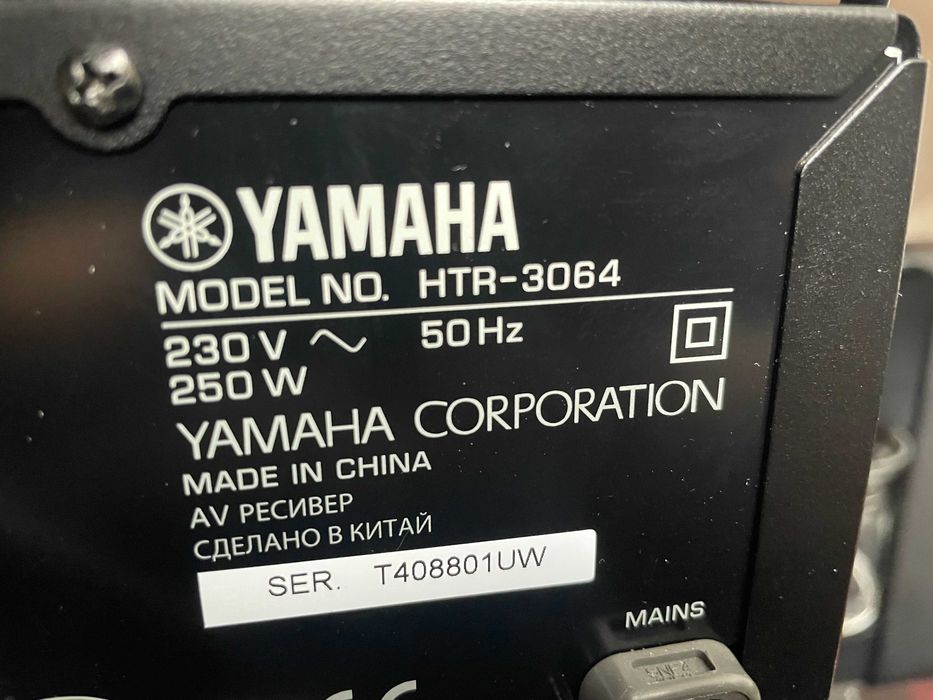 YAMAHA
MODEL NO. HTR-3064
230 V ~ 50 Hz
250 W
YAMAHA CORPORATION
MADE IN CHINA
AV РЕСИВЕР
СДЕЛАНО В КИТАЙ
SER. T408801UW
MAINS